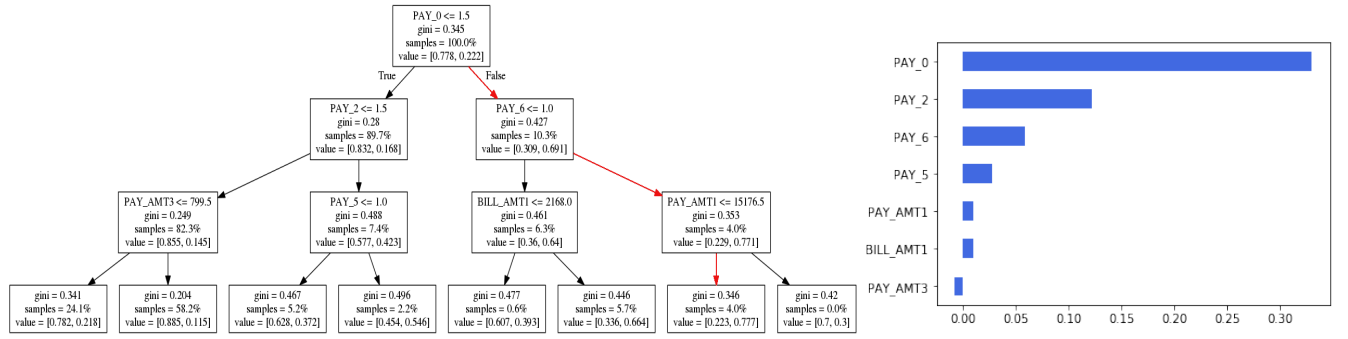 PAY_0 <= 1.5
gini = 0.345
samples = 100.0%
value = [0.778, 0.222]
True
False
PAY_2 <= 1.5
gini = 0.28
samples = 89.7%
value = [0.832, 0.168]
PAY_6 <= 1.0
gini = 0.427
samples = 10.3%
value = [0.309, 0.691]
PAY_AMT3 <= 799.5
gini = 0.249
samples = 82.3%
value = [0.855, 0.145]
PAY_5 <= 1.0
gini = 0.488
samples = 7.4%
value = [0.577, 0.423]
BILL_AMT1 <= 2168.0
gini = 0.461
samples = 6.3%
value = [0.36, 0.64]
PAY_AMT1 <= 15176.5
gini = 0.353
samples = 4.0%
value = [0.229, 0.771]
gini = 0.341
samples = 24.1%
value = [0.782, 0.218]
gini = 0.204
samples = 58.2%
value = [0.885, 0.115]
gini = 0.467
samples = 5.2%
value = [0.628, 0.372]
gini = 0.496
samples = 2.2%
value = [0.454, 0.546]
gini = 0.477
samples = 0.6%
value = [0.607, 0.393]
gini = 0.446
samples = 5.7%
value = [0.336, 0.664]
gini = 0.346
samples = 4.0%
value = [0.223, 0.777]
gini = 0.42
samples = 0.0%
value = [0.7, 0.3]
PAY_0
PAY_2
PAY_6
PAY_5
PAY_AMT1
BILL_AMT1
PAY_AMT3
0.00 0.05 0.10 0.15 0.20 0.25 0.30